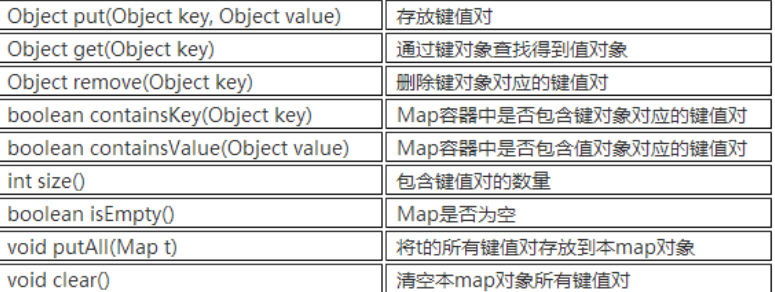 Object put(Object key, Object value) 存放键值对
Object get(Object key) 通过键对象查找得到值对象
Object remove(Object key) 删除键对象对应的键值对
boolean containsKey(Object key) Map容器中是否包含键对象对应的键值对
boolean containsValue(Object value) Map容器中是否包含值对象对应的键值对
int size() 包含键值对的数量
boolean isEmpty() Map是否为空
void putAll(Map t) 将t的所有键值对存放到本map对象
void clear() 清空本map对象所有键值对